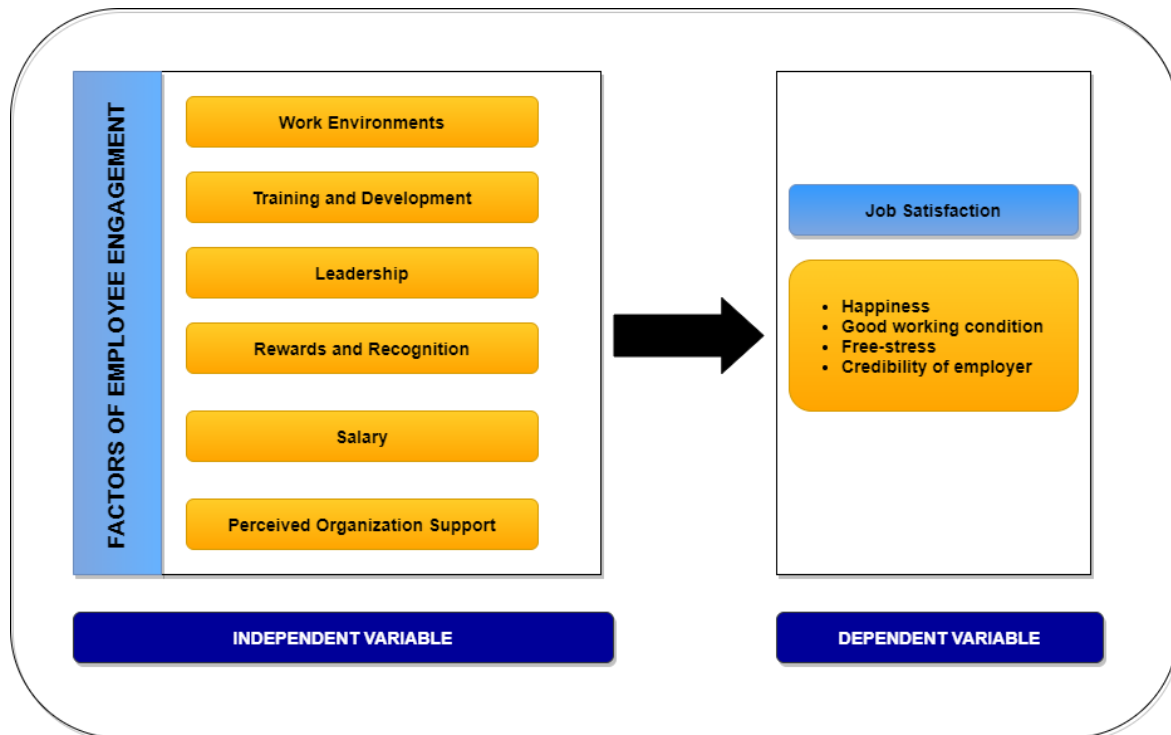 FACTORS OF EMPLOYEE ENGAGEMENT
Work Environments
Training and Development
Leadership
Rewards and Recognition
Salary
Perceived Organization Support
INDEPENDENT VARIABLE
Job Satisfaction
• Happiness
• Good working condition
• Free-stress
• Credibility of employer
DEPENDENT VARIABLE